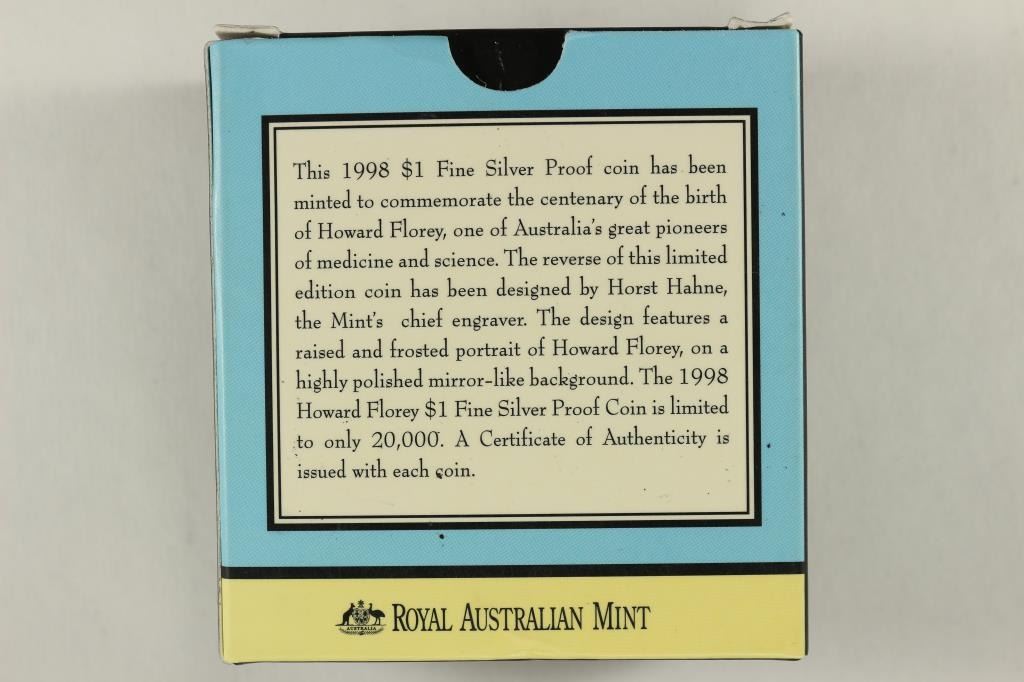 This 1998 $1 Fine Silver Proof coin has been
minted to commemorate the centenary of the birth
of Howard Florey, one of Australia's great pioneers
of medicine and science. The reverse of this limited
edition coin has been designed by Horst Hahne,
the Mint's chief engraver. The design features a
raised and frosted portrait of Howard Florey, on a
highly polished mirror-like background. The 1998
Howard Florey $1 Fine Silver Proof Coin is limited
to only 20,000. A Certificate of Authenticity is
issued with each coin.
AUSTRALIA
ROYAL AUSTRALIAN MINT